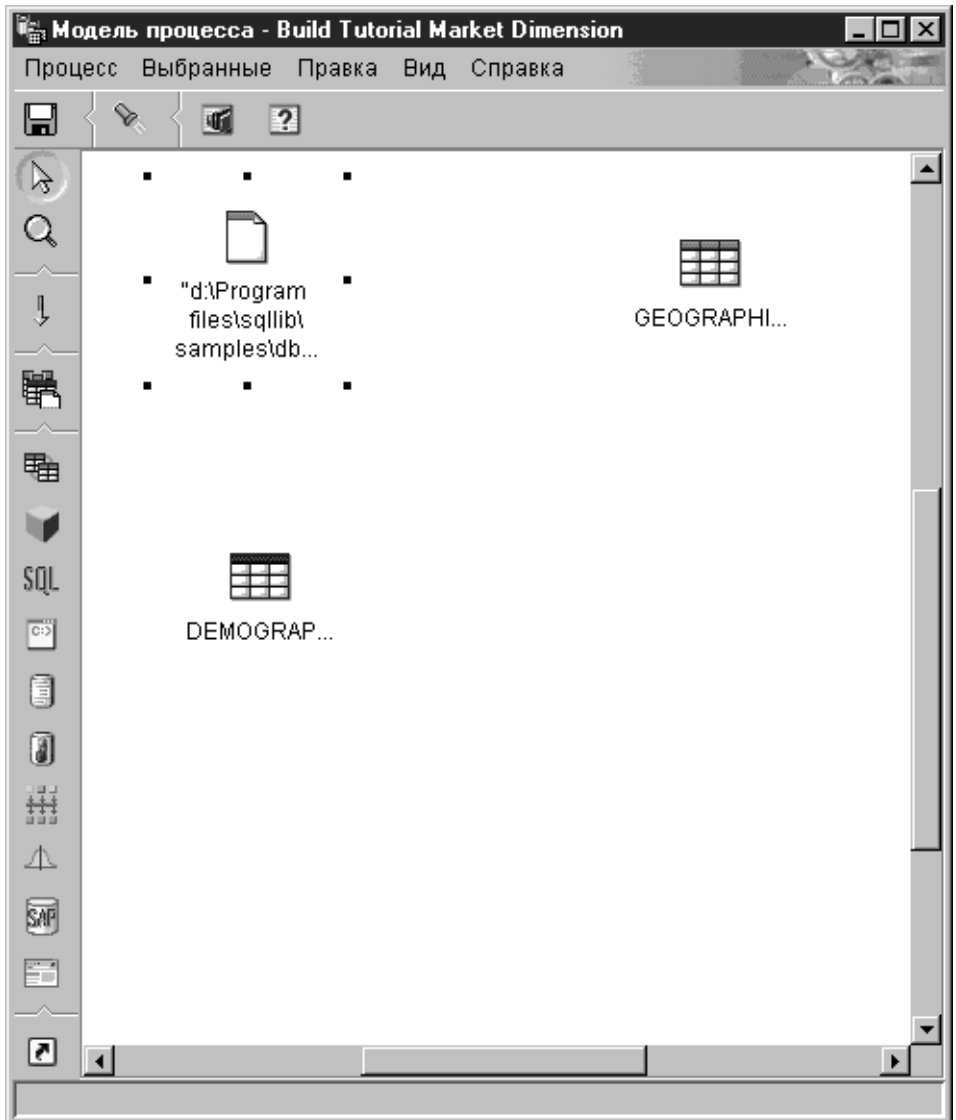 Модель процесса - Build Tutorial Market Dimension
Процесс Выбранные Правка Вид Справка
"d:\Program
files\sqllib\
samples\db...
GEOGRAPHI...
DEMOGRAP...
SQL
C:>
SAP